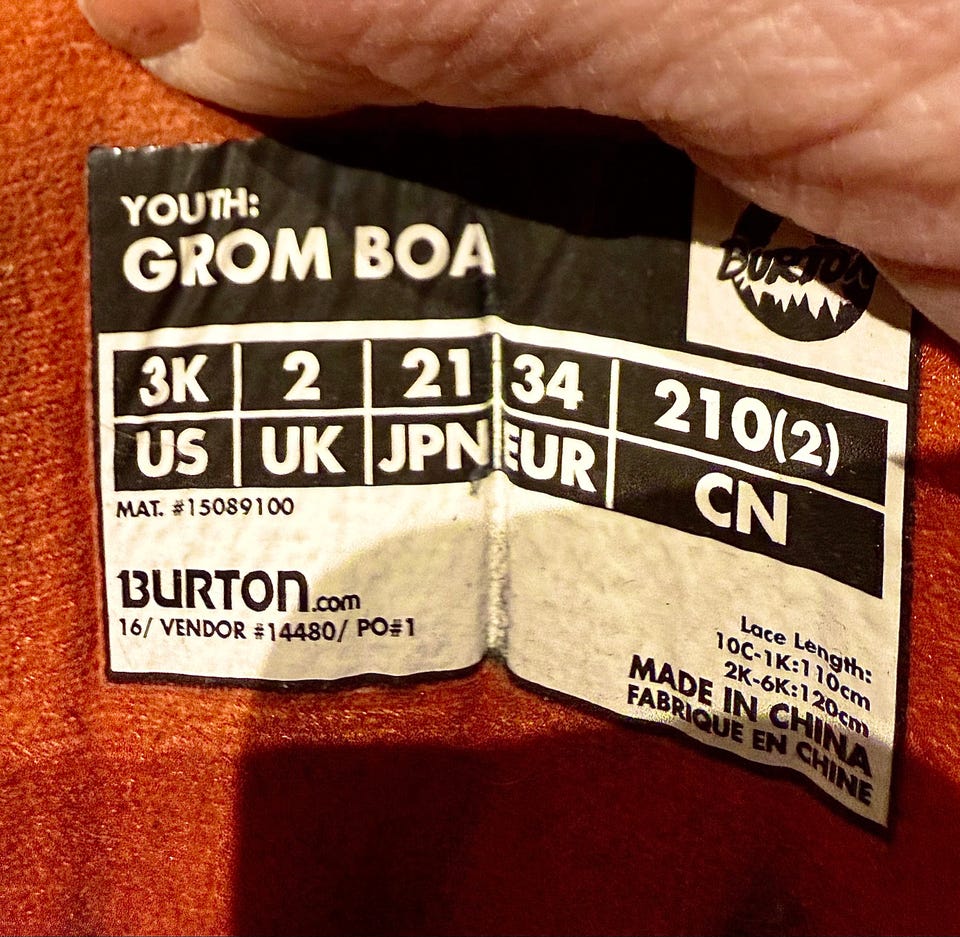 YOUTH:
GROM BOA
BURTON
3K 2 21 34 210(2)
US UK JPN EUR CN
MAT. #15089100
BURTON.com
16/ VENDOR #14480/ PO#1
Lace Length:
10C-1K:110cm
2K-6K:120cm
MADE IN CHINA
FABRIQUE EN CHINE